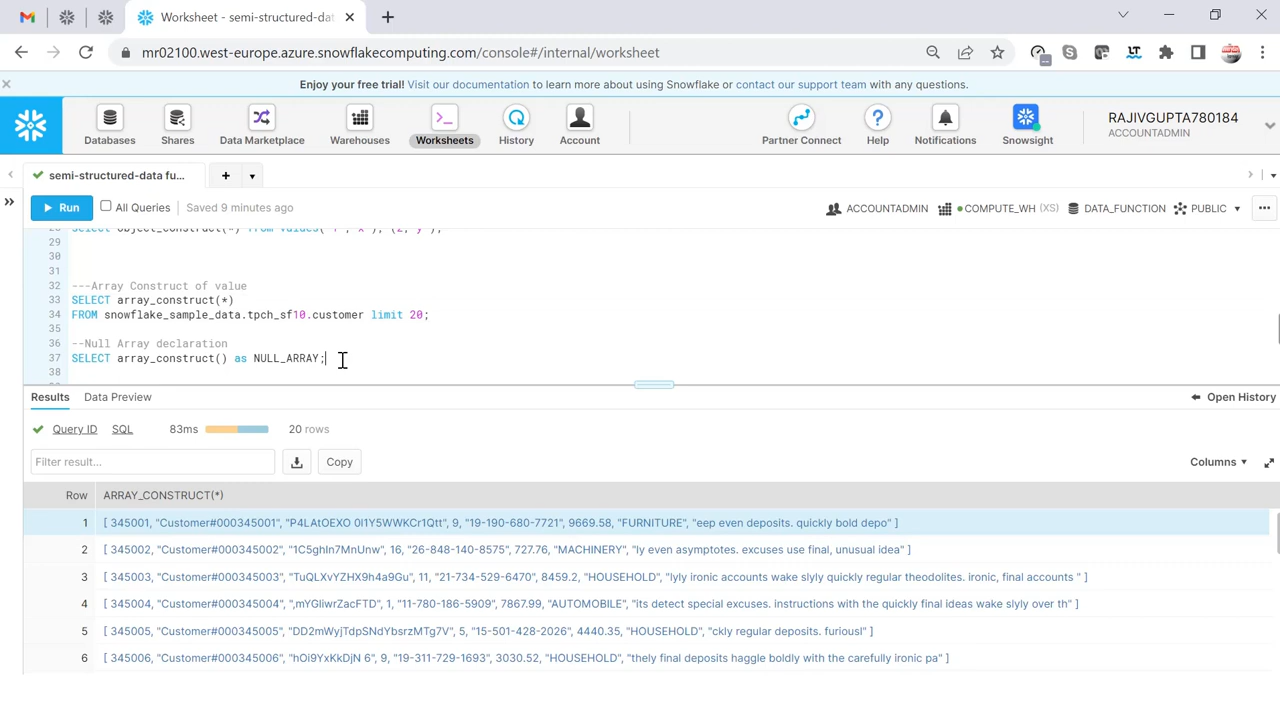 Worksheet - semi-structured-dat
mr02100.west-europe.azure.snowflakecomputing.com/console#/internal/worksheet
Enjoy your free trial! Visit our documentation to learn more about using Snowflake or contact our support team with any questions.
Databases
Shares
Data Marketplace
Warehouses
Worksheets
History
Account
Partner Connect
Help
Notifications
Snowsight
RAJIVGUPTA780184
ACCOUNTADMIN
semi-structured-data fu...
Run
All Queries
Saved 9 minutes ago
ACCOUNTADMIN
COMPUTE_WH (XS)
DATA_FUNCTION
PUBLIC
29
30
31
32 ---Array Construct of value
33 SELECT array_construct(*)
34 FROM snowflake_sample_data.tpch_sf10.customer limit 20;
35
36 --Null Array declaration
37 SELECT array_construct() as NULL_ARRAY;
38
Results
Data Preview
Open History
Query ID
SQL
83ms
20 rows
Filter result...
Copy
Columns
Row ARRAY_CONSTRUCT(*)
1 [ 345001, "Customer#000345001", "P4LAtOEXO 0I1Y5WWKCr1Qtt", 9, "19-190-680-7721", 9669.58, "FURNITURE", "eep even deposits. quickly bold depo" ]
2 [ 345002, "Customer#000345002", "1C5ghIn7MnUnw", 16, "26-848-140-8575", 727.76, "MACHINERY", "ly even asymptotes. excuses use final, unusual idea" ]
3 [ 345003, "Customer#000345003", "TuQLXvYZHX9h4a9Gu", 11, "21-734-529-6470", 8459.2, "HOUSEHOLD", "lyly ironic accounts wake slyly quickly regular theodolites. ironic, final accounts " ]
4 [ 345004, "Customer#000345004", ",mYGliwrZacFTD", 1, "11-780-186-5909", 7867.99, "AUTOMOBILE", "its detect special excuses. instructions with the quickly final ideas wake slyly over th" ]
5 [ 345005, "Customer#000345005", "DD2mWyjTdpSNdYbsrzMTg7V", 5, "15-501-428-2026", 4440.35, "HOUSEHOLD", "ckly regular deposits. furiousl" ]
6 [ 345006, "Customer#000345006", "hOi9YxKkDjN 6", 9, "19-311-729-1693", 3030.52, "HOUSEHOLD", "thely final deposits haggle boldly with the carefully ironic pa" ]